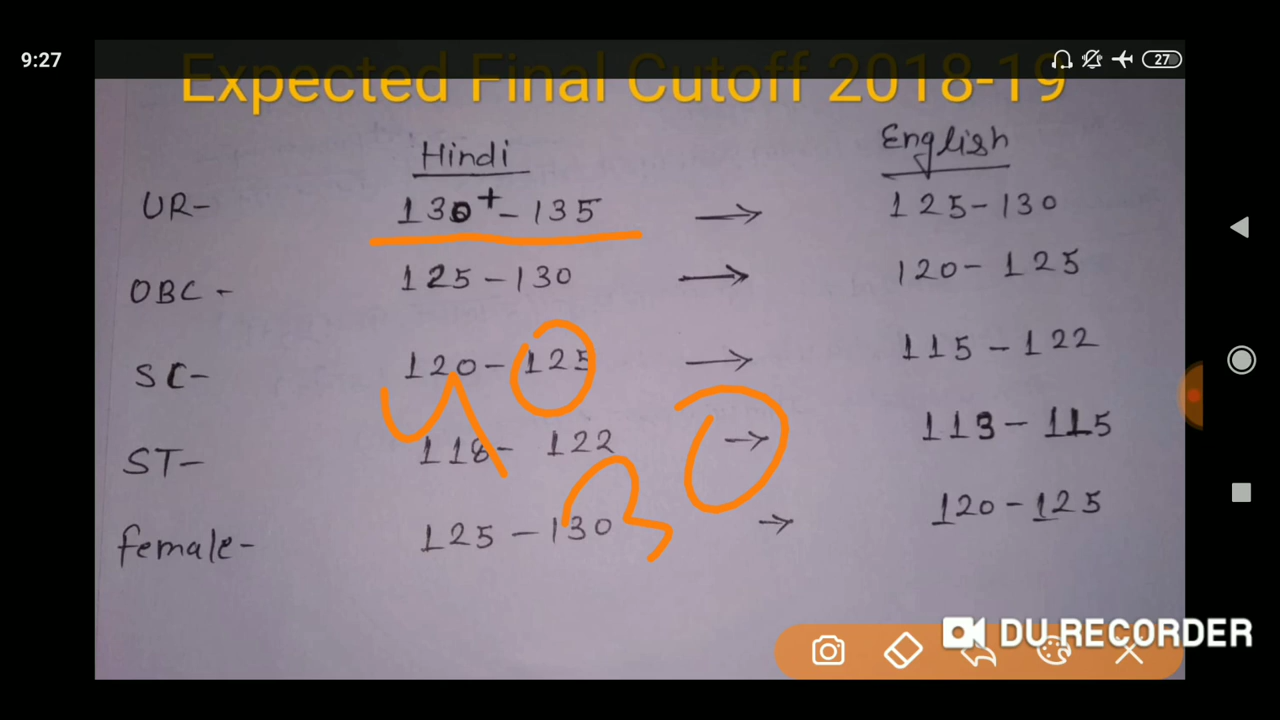 9:27
27
Expected Final Cutoff 2018-19
Hindi English
UR- 130+ - 135 → 125-130
OBC - 125-130 → 120-125
SC- 120-125 → 115-122
ST- 118- 122 → 113-115
female- 125-130 → 120-125
DU RECORDER